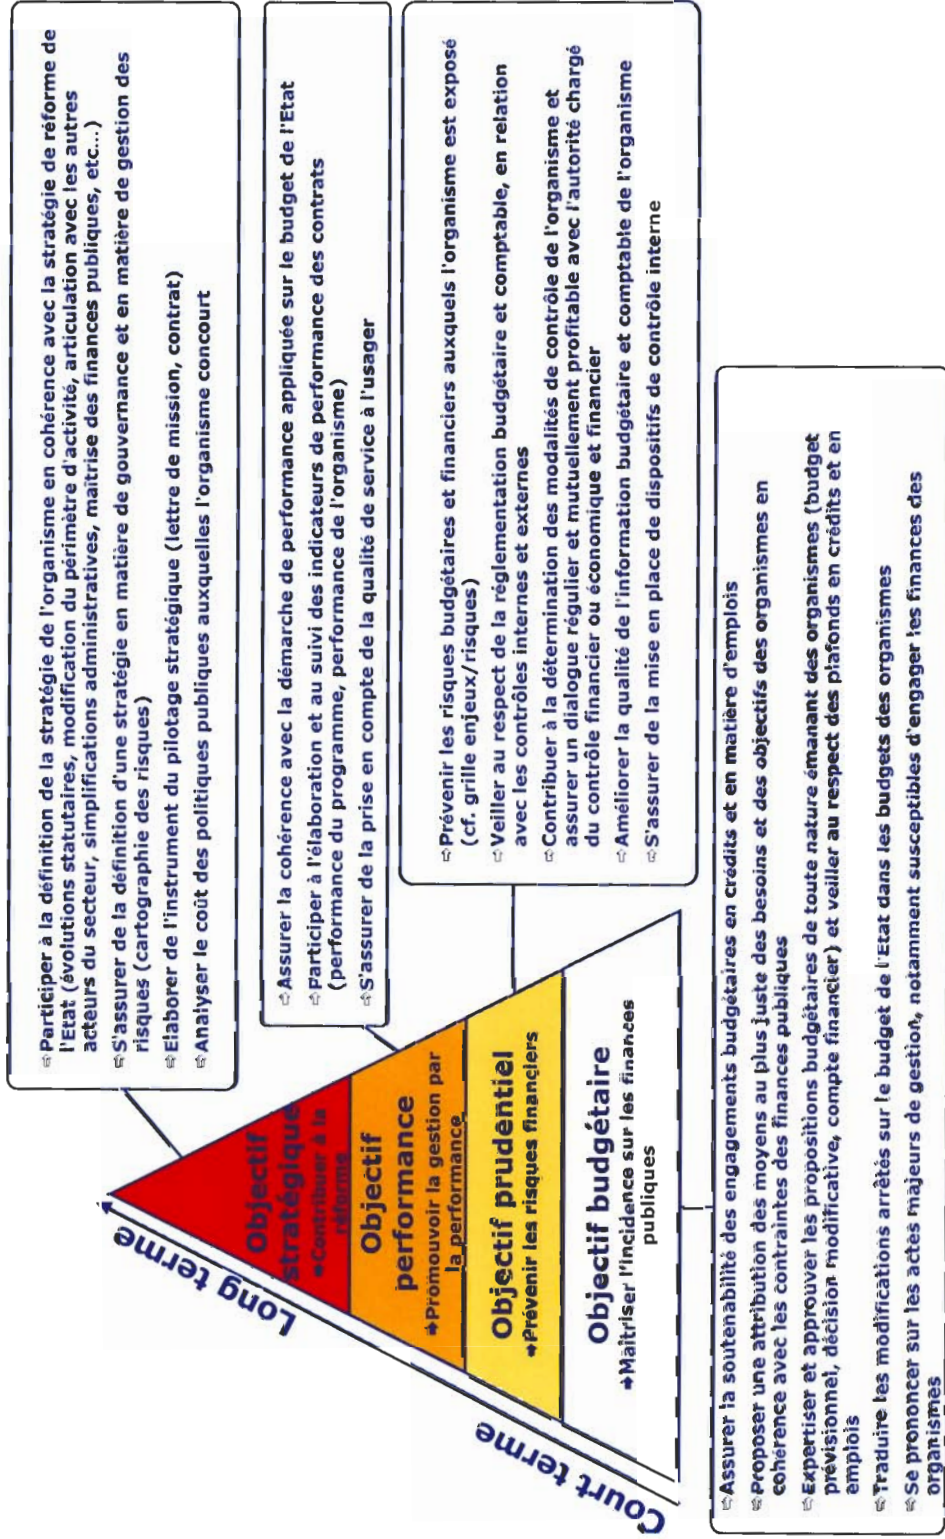 ⇨Participer à la définition de la stratégie de l'organisme en cohérence avec la stratégie de réforme de
l'Etat (évolutions statutaires, modification du périmètre d'activité, articulation avec les autres
acteurs du secteur, simplifications administratives, maîtrise des finances publiques, etc...)
⇨S'assurer de la définition d'une stratégie en matière de gouvernance et en matière de gestion des
risques (cartographie des risques)
⇨Elaborer de l'instrument du pilotage stratégique (lettre de mission, contrat)
⇨Analyser le coût des politiques publiques auxquelles l'organisme concourt
⇨Assurer la cohérence avec la démarche de performance appliquée sur le budget de l'Etat
⇨Participer à l'élaboration et au suivi des indicateurs de performance des contrats
(performance du programme, performance de l'organisme)
⇨S'assurer de la prise en compte de la qualité de service à l'usager
⇨Prévenir les risques budgétaires et financiers auxquels l'organisme est exposé
(cf. grille enjeux/risques)
⇨Veiller au respect de la réglementation budgétaire et comptable, en relation
avec les contrôles internes et externes
⇨Contribuer à la détermination des modalités de contrôle de l'organisme et
assurer un dialogue régulier et mutuellement profitable avec l'autorité chargé
du contrôle financier ou économique et financier
⇨Améliorer la qualité de l'information budgétaire et comptable de l'organisme
⇨S'assurer de la mise en place de dispositifs de contrôle interne
Long terme
Court terme
Objectif
stratégique
➔Contribuer à la
réforme
Objectif
performance
➔Promouvoir la gestion par
la performance
Objectif prudentiel
➔Prévenir les risques financiers
Objectif budgétaire
➔Maîtriser l'incidence sur les finances
publiques
⇨Assurer la soutenabilité des engagements budgétaires en crédits et en matière d'emplois
⇨Proposer une attribution des moyens au plus juste des besoins et des objectifs des organismes en
cohérence avec les contraintes des finances publiques
⇨Expertiser et approuver les propositions budgétaires de toute nature émanant des organismes (budget
prévisionnel, décision modificative, compte financier) et veiller au respect des plafonds en crédits et en
emplois
⇨Traduire les modifications arrêtés sur le budget de l'Etat dans les budgets des organismes
⇨Se prononcer sur les actes majeurs de gestion, notamment susceptibles d'engager les finances des
organismes